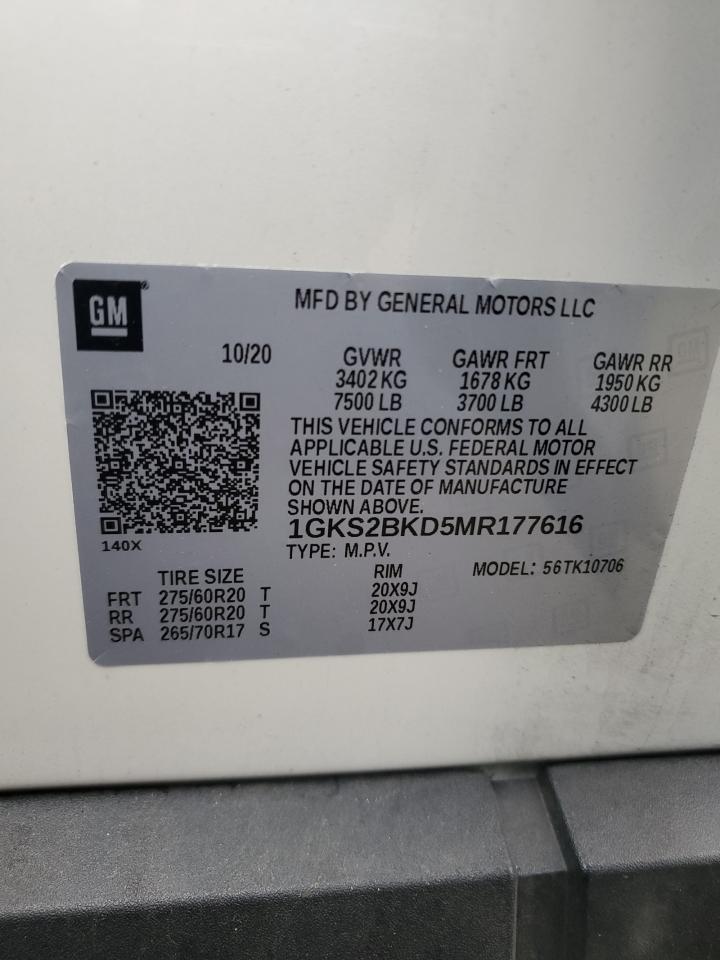 GM®
MFD BY GENERAL MOTORS LLC
10/20 GVWR GAWR FRT GAWR RR
3402 KG 1678 KG 1950 KG
7500 LB 3700 LB 4300 LB
THIS VEHICLE CONFORMS TO ALL
APPLICABLE U.S. FEDERAL MOTOR
VEHICLE SAFETY STANDARDS IN EFFECT
ON THE DATE OF MANUFACTURE
SHOWN ABOVE.
1GKS2BKD5MR177616
140X
TYPE: M.P.V. MODEL: 56TK10706
TIRE SIZE RIM
FRT 275/60R20 T 20X9J
RR 275/60R20 T 20X9J
SPA 265/70R17 S 17X7J